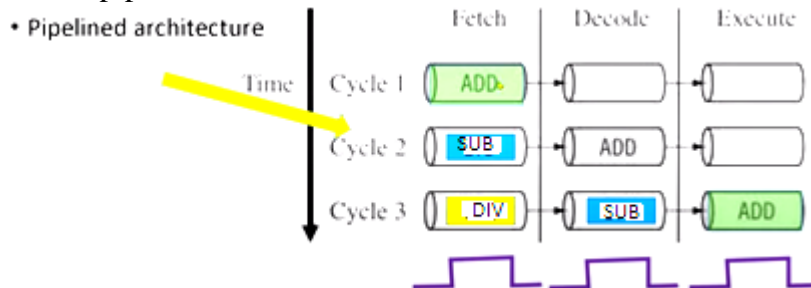 Fetch Decode Execute
• Pipelined architecture
Time Cycle 1 ADD
Cycle 2 SUB ADD
Cycle 3 DIV SUB ADD